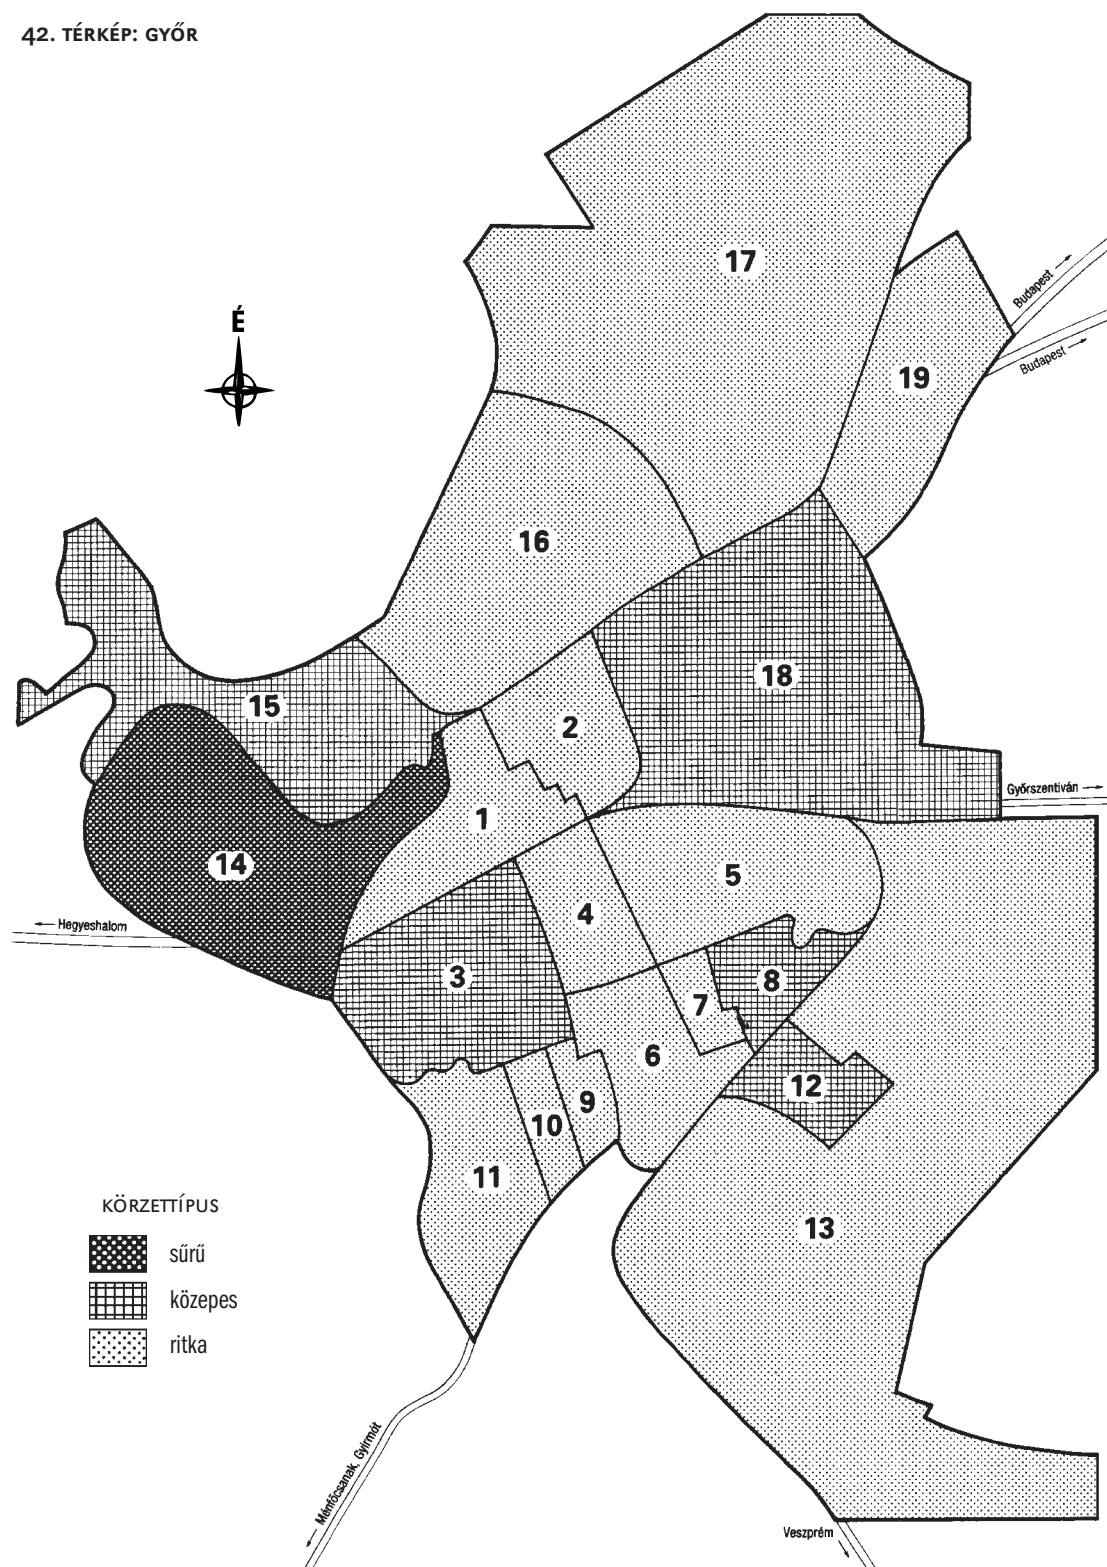 42. TÉRKÉP: GYŐR
17
Budapest
Budapest
É
19
16
18
15
2
Győrszentiván
1
14
5
4
Hegyeshalom
3
8
7
6
12
9
10
11
13
KÖRZETTÍPUS
sűrű
közepes
ritka
Ménfőcsanak, Gyirmót
Veszprém